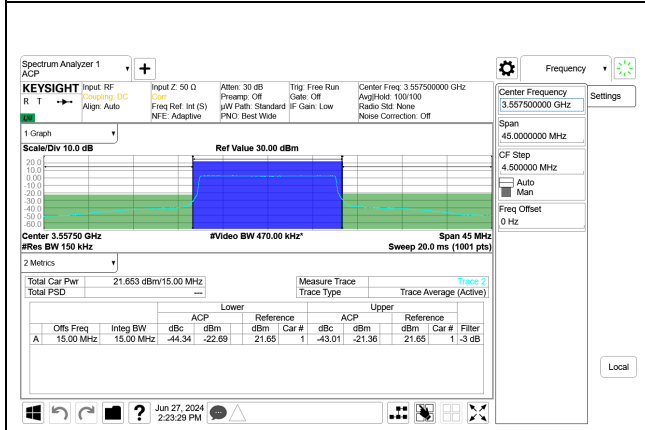 Spectrum Analyzer 1
ACP
Frequency
KEYSIGHT
R T
Input: RF
Coupling: DC
Align: Auto
Input Z: 50 Ω
Corr
Freq Ref: Int (S)
NFE: Adaptive
Atten: 30 dB
Preamp: Off
µW Path: Standard
PNO: Best Wide
Trig: Free Run
Gate: Off
IF Gain: Low
Center Freq: 3.557500000 GHz
Avg|Hold: 100/100
Radio Std: None
Noise Correction: Off
Center Frequency
3.557500000 GHz
Settings
Span
45.0000000 MHz
CF Step
4.500000 MHz
Auto
Man
Freq Offset
0 Hz
1 Graph
Scale/Div 10.0 dB
Ref Value 30.00 dBm
20.0
10.0
0.00
-10.0
-20.0
-30.0
-40.0
-50.0
-60.0
Center 3.55750 GHz
#Video BW 470.00 kHz*
Span 45 MHz
#Res BW 150 kHz
Sweep 20.0 ms (1001 pts)
2 Metrics
Total Car Pwr 21.653 dBm/15.00 MHz Measure Trace Trace 2
Total PSD --- Trace Type Trace Average (Active)
Lower Upper
ACP Reference ACP Reference
Offs Freq Integ BW dBc dBm dBm Car # dBc dBm dBm Car # Filter
A 15.00 MHz 15.00 MHz -44.34 -22.69 21.65 1 -43.01 -21.36 21.65 1 -3 dB
Local
?
Jun 27, 2024
2:23:29 PM